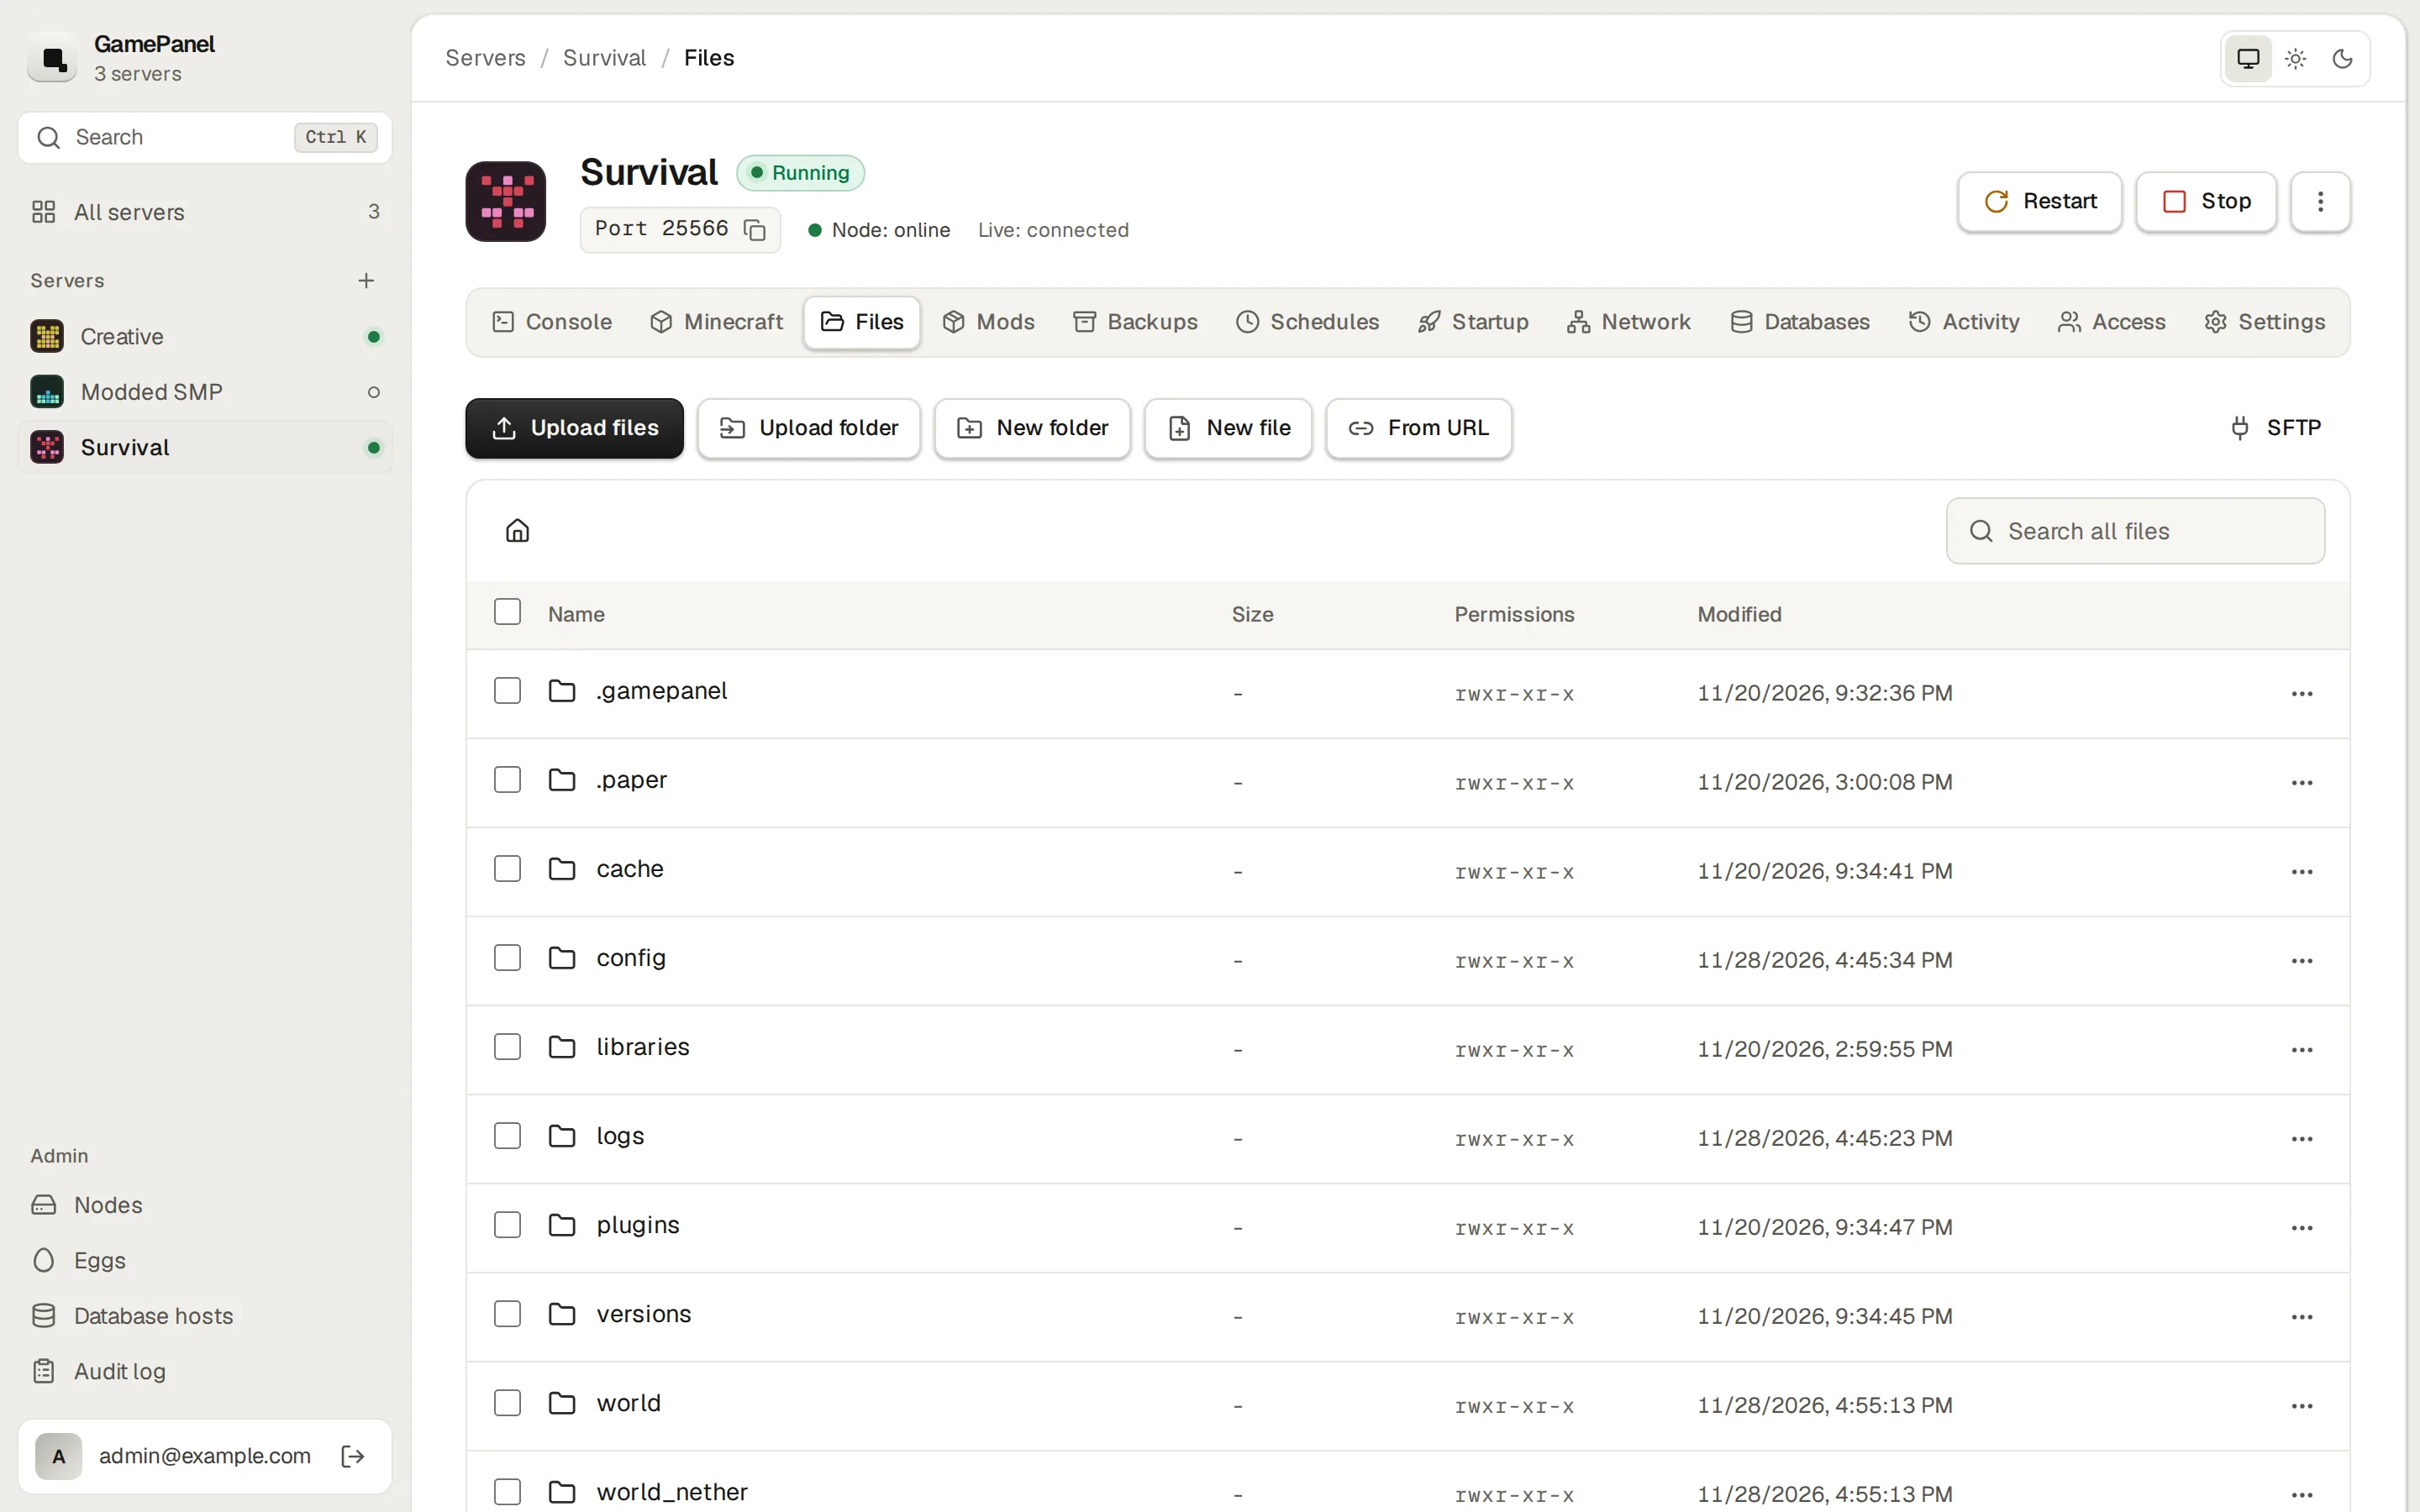 GamePanel
3 servers
Search
Ctrl K
All servers 3
Servers
Creative
Modded SMP
Survival
Admin
Nodes
Eggs
Database hosts
Audit log
A admin@example.com
Servers / Survival / Files
Survival Running
Port 25566 Node: online Live: connected
Restart Stop
Console Minecraft Files Mods Backups Schedules Startup Network Databases Activity Access Settings
Upload files Upload folder New folder New file From URL SFTP
Search all files
Name Size Permissions Modified
.gamepanel - rwxr-xr-x 11/20/2026, 9:32:36 PM
.paper - rwxr-xr-x 11/20/2026, 3:00:08 PM
cache - rwxr-xr-x 11/20/2026, 9:34:41 PM
config - rwxr-xr-x 11/28/2026, 4:45:34 PM
libraries - rwxr-xr-x 11/20/2026, 2:59:55 PM
logs - rwxr-xr-x 11/28/2026, 4:45:23 PM
plugins - rwxr-xr-x 11/20/2026, 9:34:47 PM
versions - rwxr-xr-x 11/20/2026, 9:34:45 PM
world - rwxr-xr-x 11/28/2026, 4:55:13 PM
world_nether - rwxr-xr-x 11/28/2026, 4:55:13 PM